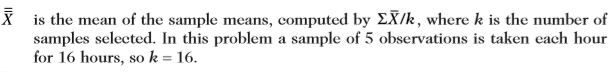 X̿ is the mean of the sample means, computed by ΣX̄/k, where k is the number of
samples selected. In this problem a sample of 5 observations is taken each hour
for 16 hours, so k = 16.